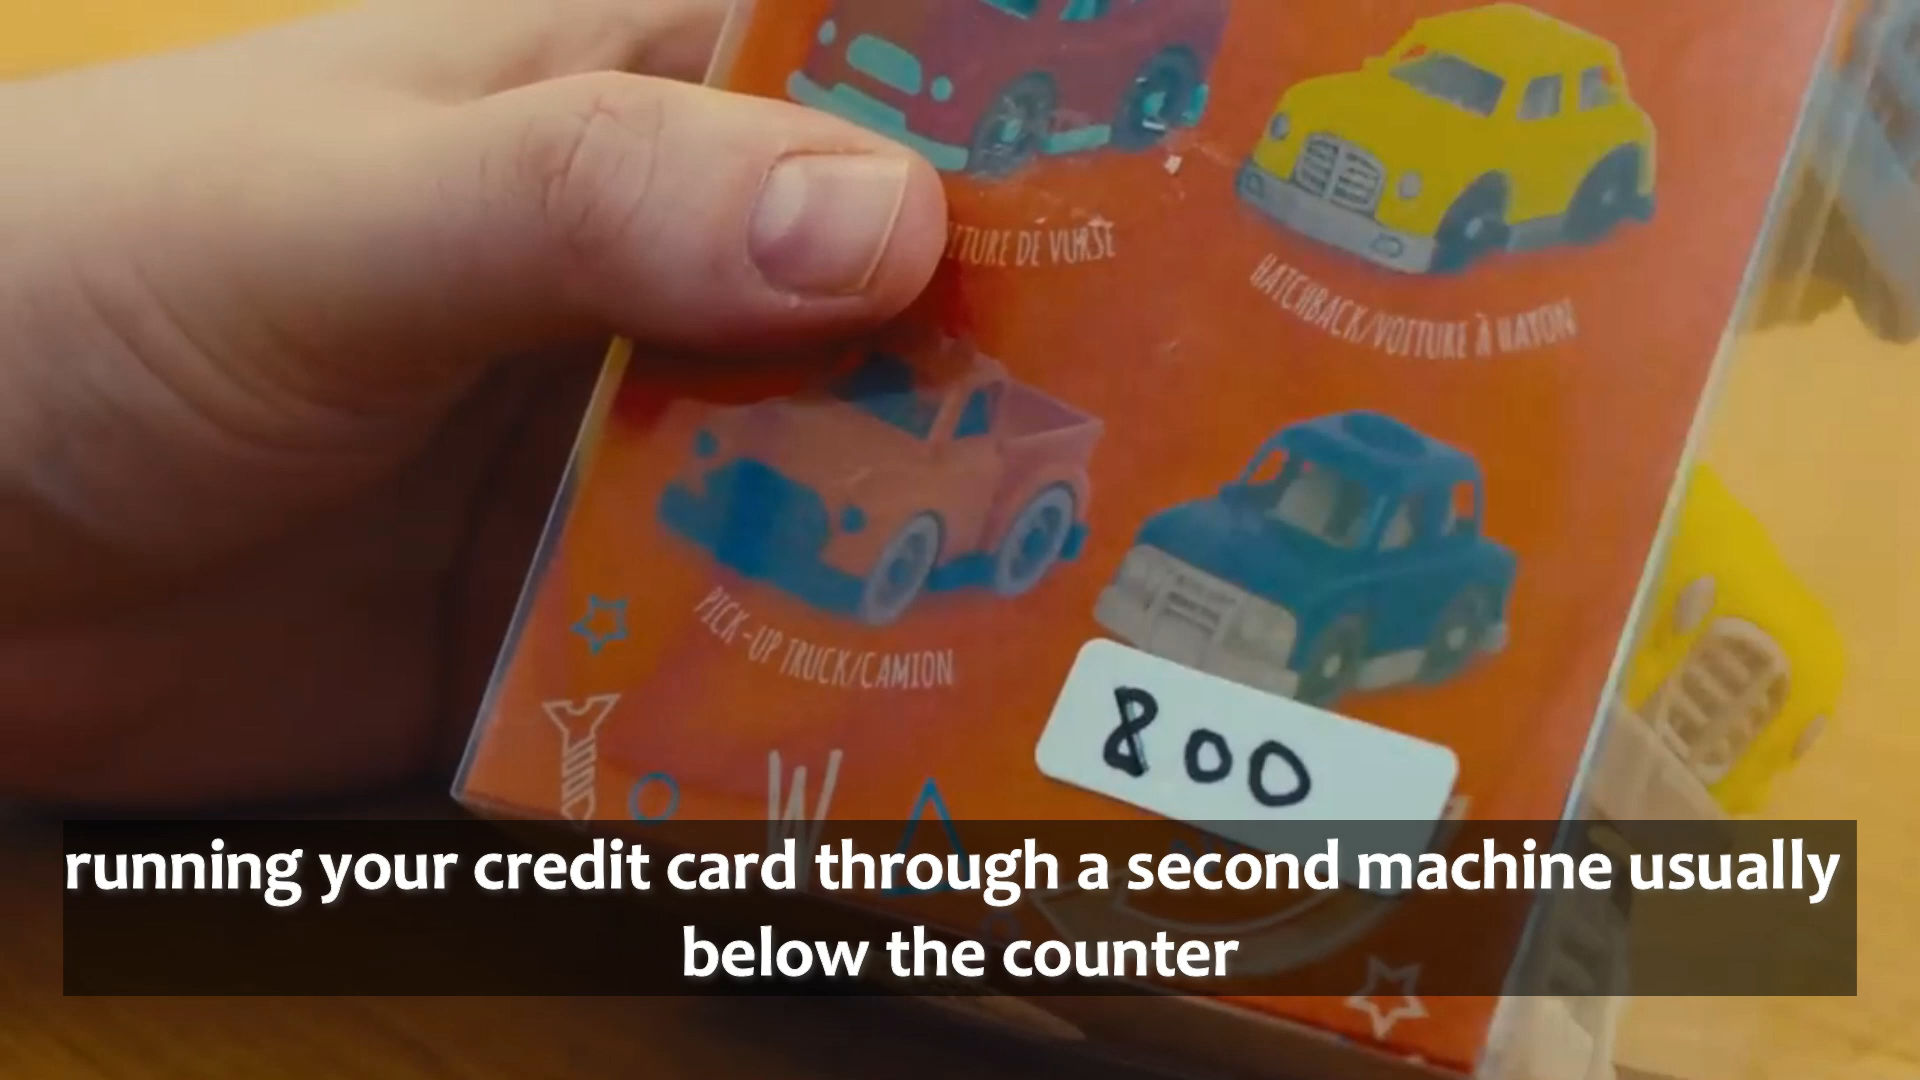 HATCHBACK/VOITURE À HAYON
PICK-UP TRUCK/CAMION
800
W
running your credit card through a second machine usually
below the counter